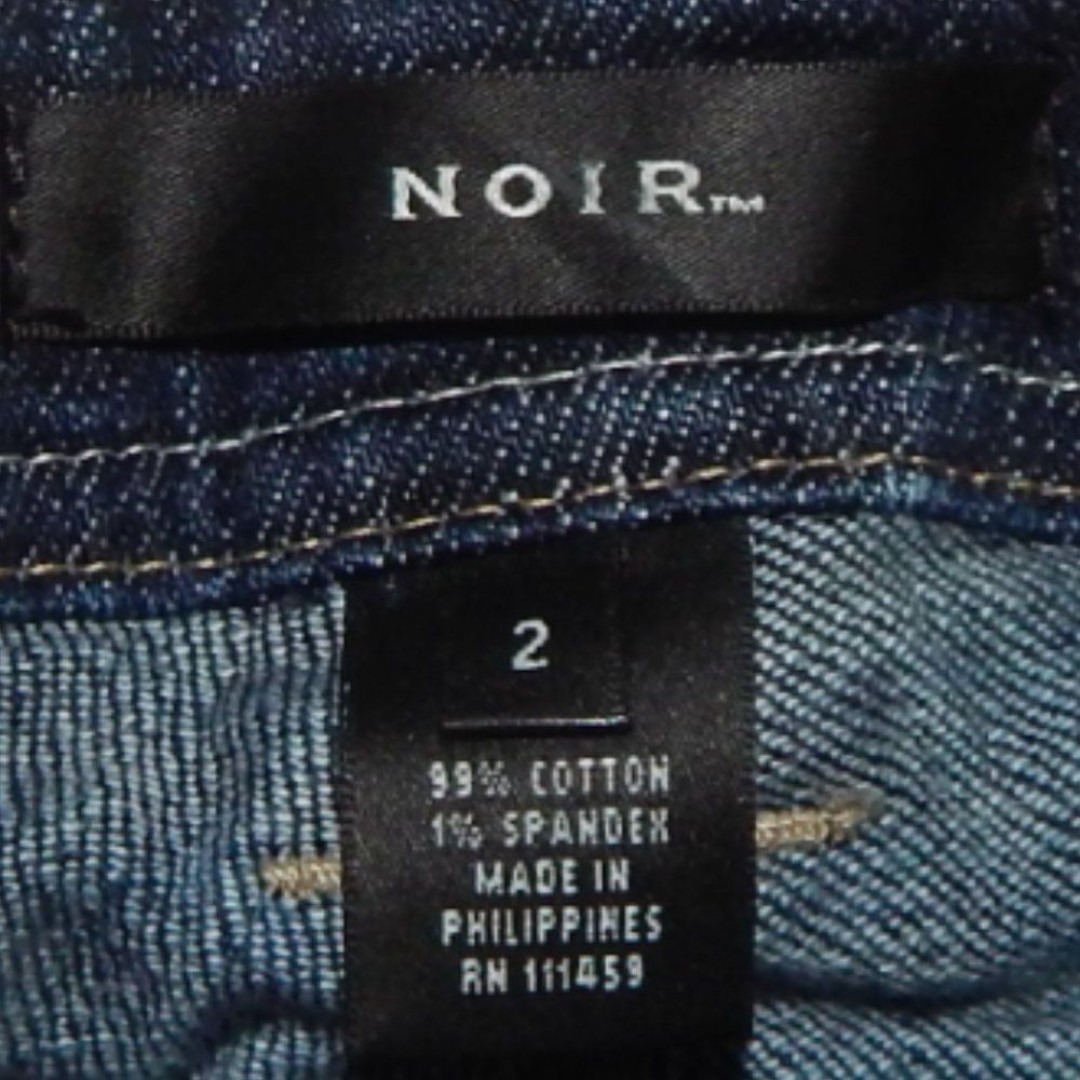 NOIR™
2
99% COTTON
1% SPANDEX
MADE IN
PHILIPPINES
RN 111459